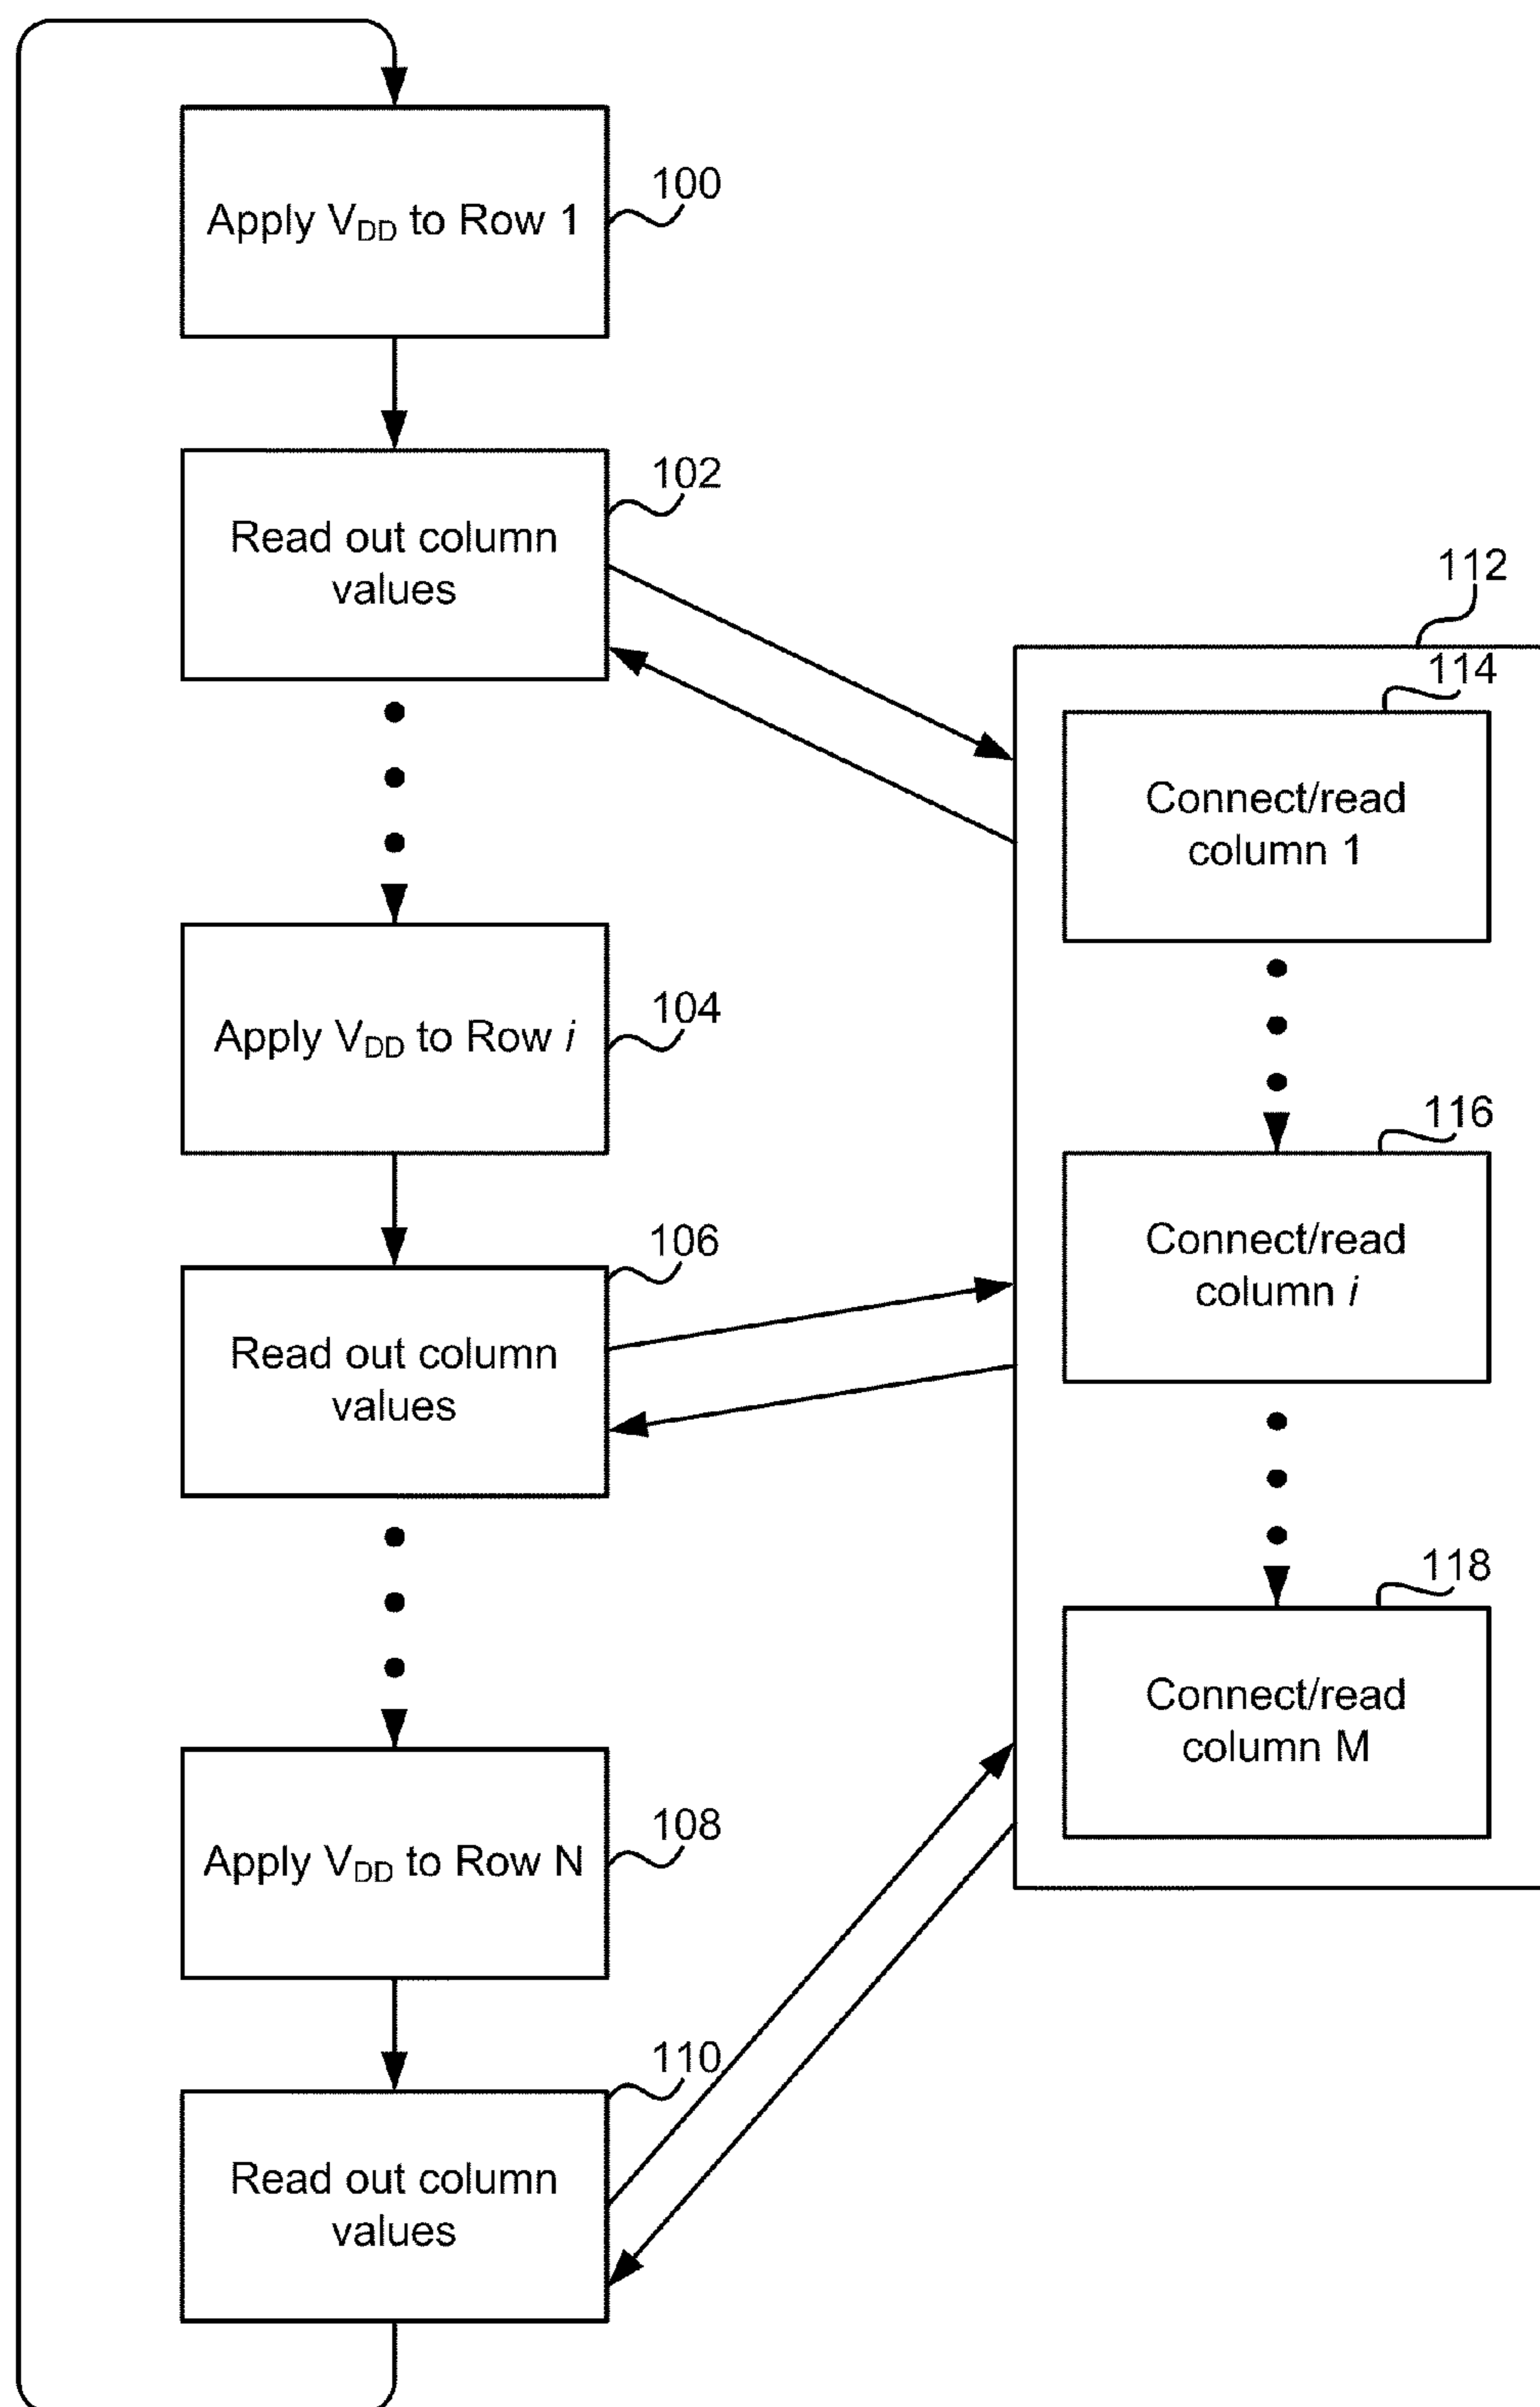 Apply VDD to Row 1
100
Read out column
values
102
Apply VDD to Row i
104
Read out column
values
106
Apply VDD to Row N
108
Read out column
values
110
112
114
Connect/read
column 1
116
Connect/read
column i
118
Connect/read
column M